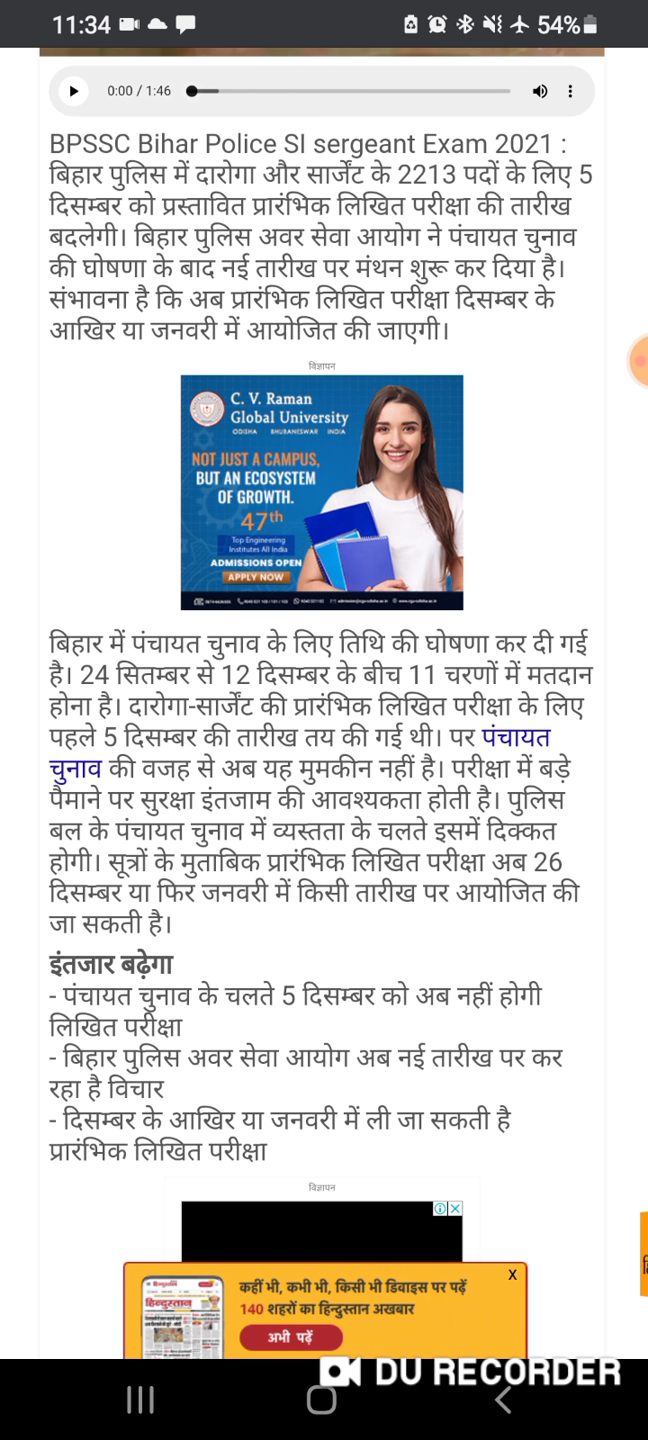 11:34
54%
0:00 / 1:46
BPSSC Bihar Police SI sergeant Exam 2021 :
बिहार पुलिस में दारोगा और सार्जेंट के 2213 पदों के लिए 5
दिसम्बर को प्रस्तावित प्रारंभिक लिखित परीक्षा की तारीख
बदलेगी। बिहार पुलिस अवर सेवा आयोग ने पंचायत चुनाव
की घोषणा के बाद नई तारीख पर मंथन शुरू कर दिया है।
संभावना है कि अब प्रारंभिक लिखित परीक्षा दिसम्बर के
आखिर या जनवरी में आयोजित की जाएगी।
विज्ञापन
C. V. Raman
Global University
ODISHA BHUBANESWAR INDIA
NOT JUST A CAMPUS,
BUT AN ECOSYSTEM
OF GROWTH.
47th
Top Engineering
Institutes All India
ADMISSIONS OPEN
APPLY NOW
बिहार में पंचायत चुनाव के लिए तिथि की घोषणा कर दी गई
है। 24 सितम्बर से 12 दिसम्बर के बीच 11 चरणों में मतदान
होना है। दारोगा-सार्जेंट की प्रारंभिक लिखित परीक्षा के लिए
पहले 5 दिसम्बर की तारीख तय की गई थी। पर पंचायत
चुनाव की वजह से अब यह मुमकीन नहीं है। परीक्षा में बड़े
पैमाने पर सुरक्षा इंतजाम की आवश्यकता होती है। पुलिस
बल के पंचायत चुनाव में व्यस्तता के चलते इसमें दिक्कत
होगी। सूत्रों के मुताबिक प्रारंभिक लिखित परीक्षा अब 26
दिसम्बर या फिर जनवरी में किसी तारीख पर आयोजित की
जा सकती है।
इंतजार बढ़ेगा
- पंचायत चुनाव के चलते 5 दिसम्बर को अब नहीं होगी
लिखित परीक्षा
- बिहार पुलिस अवर सेवा आयोग अब नई तारीख पर कर
रहा है विचार
- दिसम्बर के आखिर या जनवरी में ली जा सकती है
प्रारंभिक लिखित परीक्षा
विज्ञापन
X
हिन्दुस्तान
कहीं भी, कभी भी, किसी भी डिवाइस पर पढ़ें
140 शहरों का हिन्दुस्तान अखबार
अभी पढ़ें
DU RECORDER